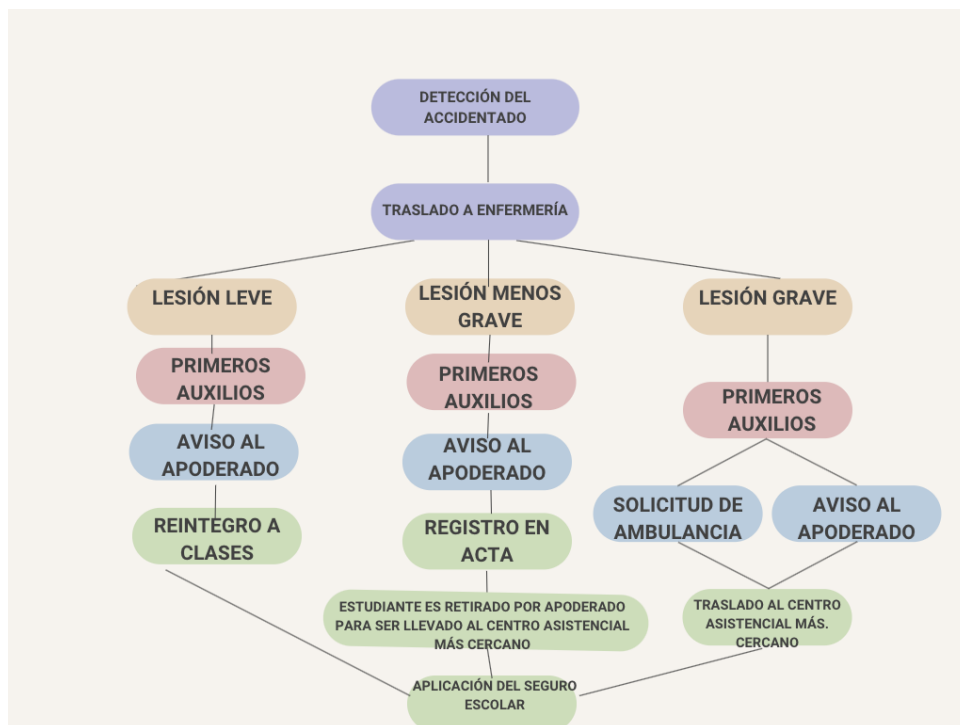 DETECCIÓN DEL
ACCIDENTADO
TRASLADO A ENFERMERÍA
LESIÓN LEVE
LESIÓN MENOS
GRAVE
LESIÓN GRAVE
PRIMEROS
AUXILIOS
PRIMEROS
AUXILIOS
PRIMEROS
AUXILIOS
AVISO AL
APODERADO
AVISO AL
APODERADO
SOLICITUD DE
AMBULANCIA
AVISO AL
APODERADO
REINTEGRO A
CLASES
REGISTRO EN
ACTA
ESTUDIANTE ES RETIRADO POR APODERADO
PARA SER LLEVADO AL CENTRO ASISTENCIAL
MÁS CERCANO
TRASLADO AL CENTRO
ASISTENCIAL MÁS.
CERCANO
APLICACIÓN DEL SEGURO
ESCOLAR